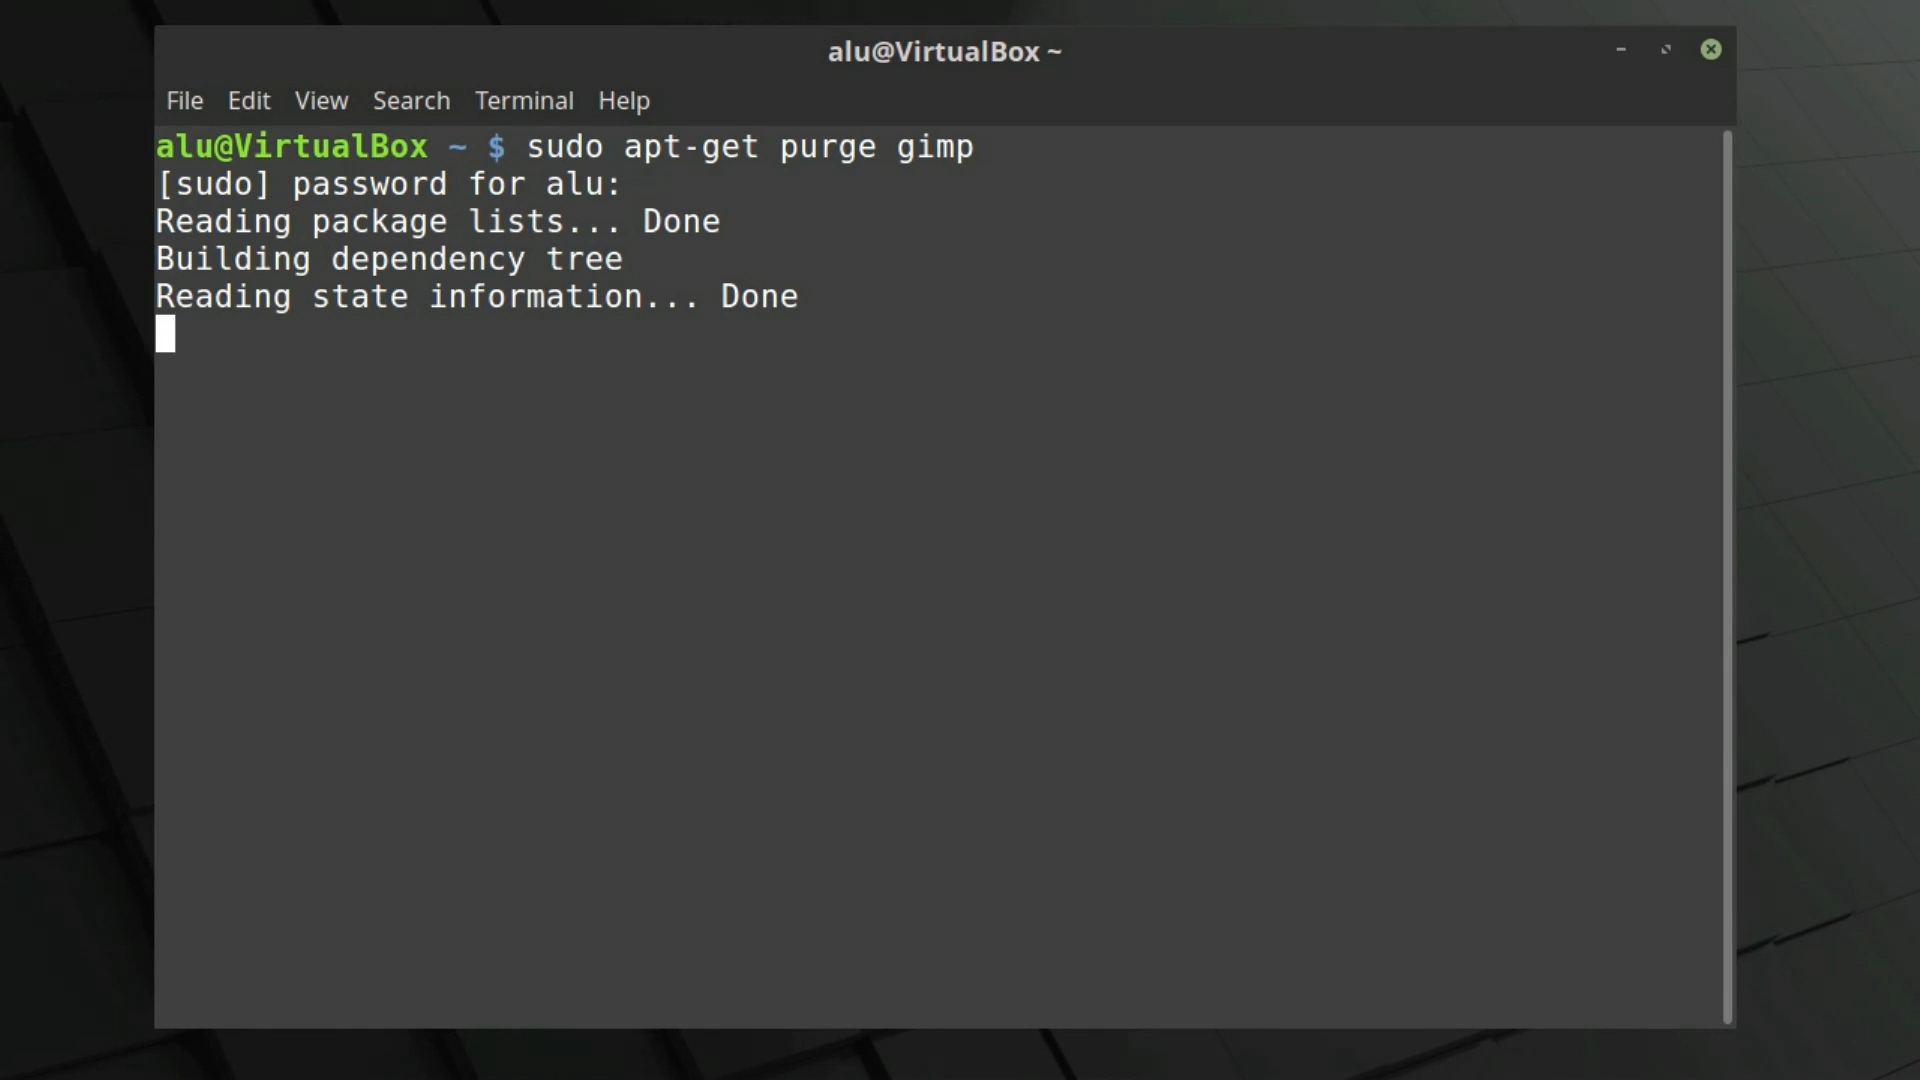 alu@VirtualBox ~
File Edit View Search Terminal Help
alu@VirtualBox ~ $ sudo apt-get purge gimp
[sudo] password for alu:
Reading package lists... Done
Building dependency tree
Reading state information... Done